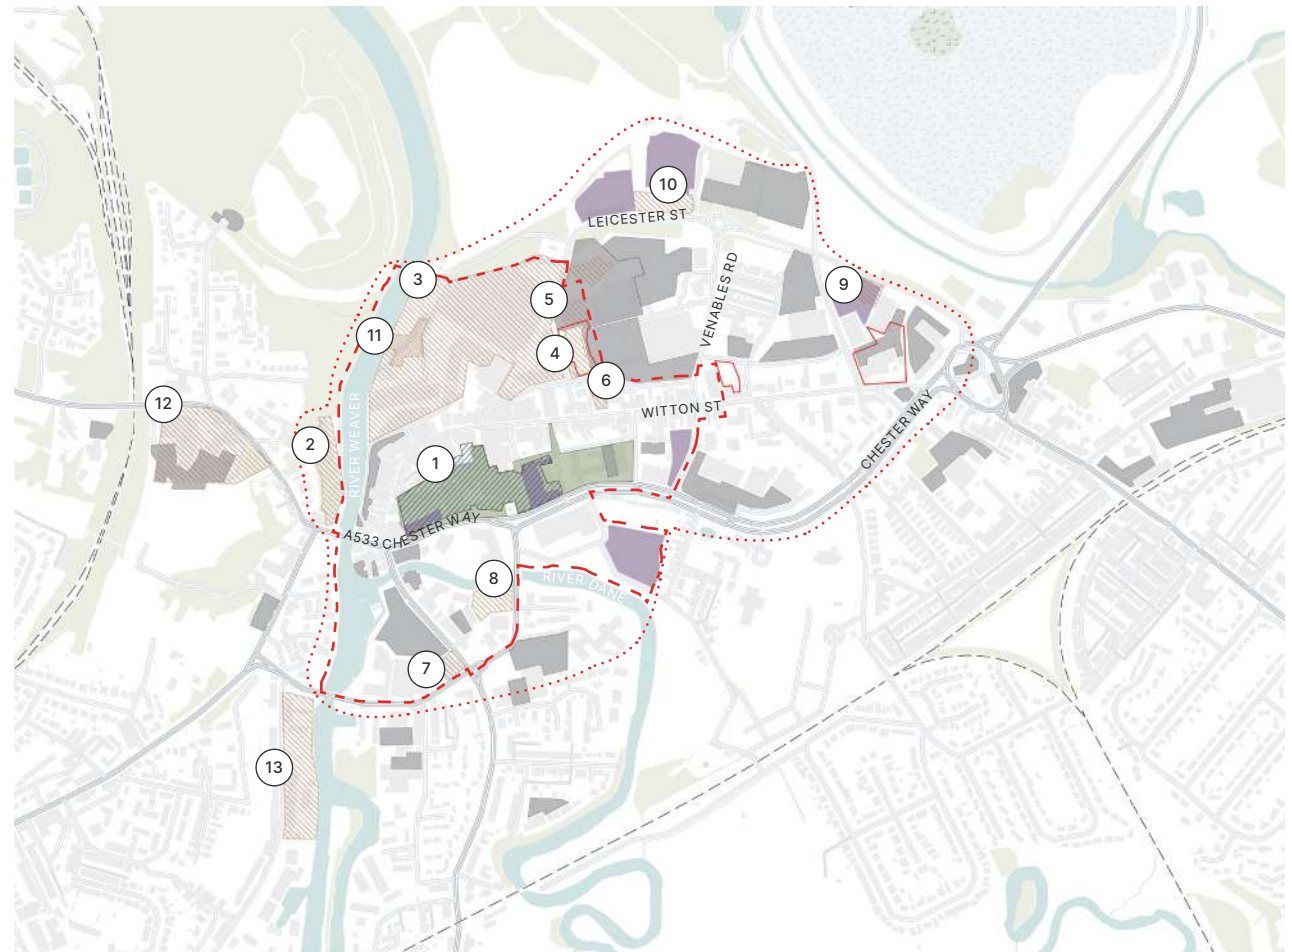 10
LEICESTER ST
3
5
9
VENABLES RD
11
4
6
12
WITTON ST
2
RIVER WEAVER
1
CHESTER WAY
A533 CHESTER WAY
8
RIVER DANE
7
13